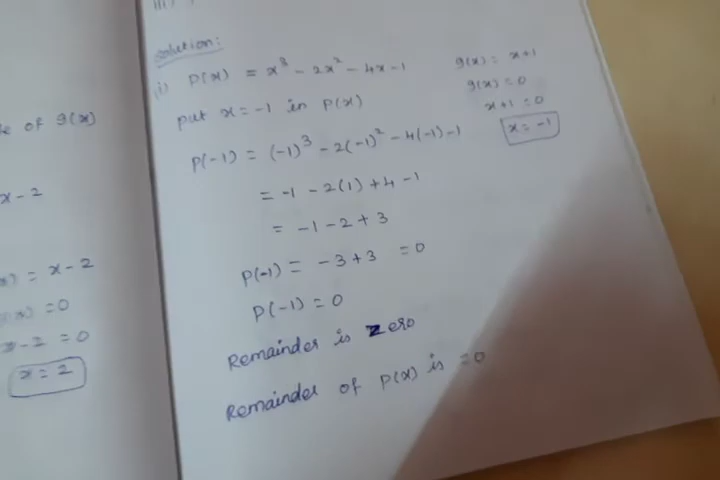 le of g(x)
x-2
= x-2
=0
x-2 =0
x=2
Solution:
(i) P(x) = x³ - 2x² - 4x -1
g(x) = x+1
g(x) =0
x+1 =0
x=-1
put x=-1 in P(x)
P(-1) = (-1)³ - 2(-1)² - 4(-1) -1
= -1 - 2(1) +4 -1
= -1 -2 +3
P(-1) = -3+3 =0
P(-1) =0
Remainder is zero
Remainder of P(x) is =0